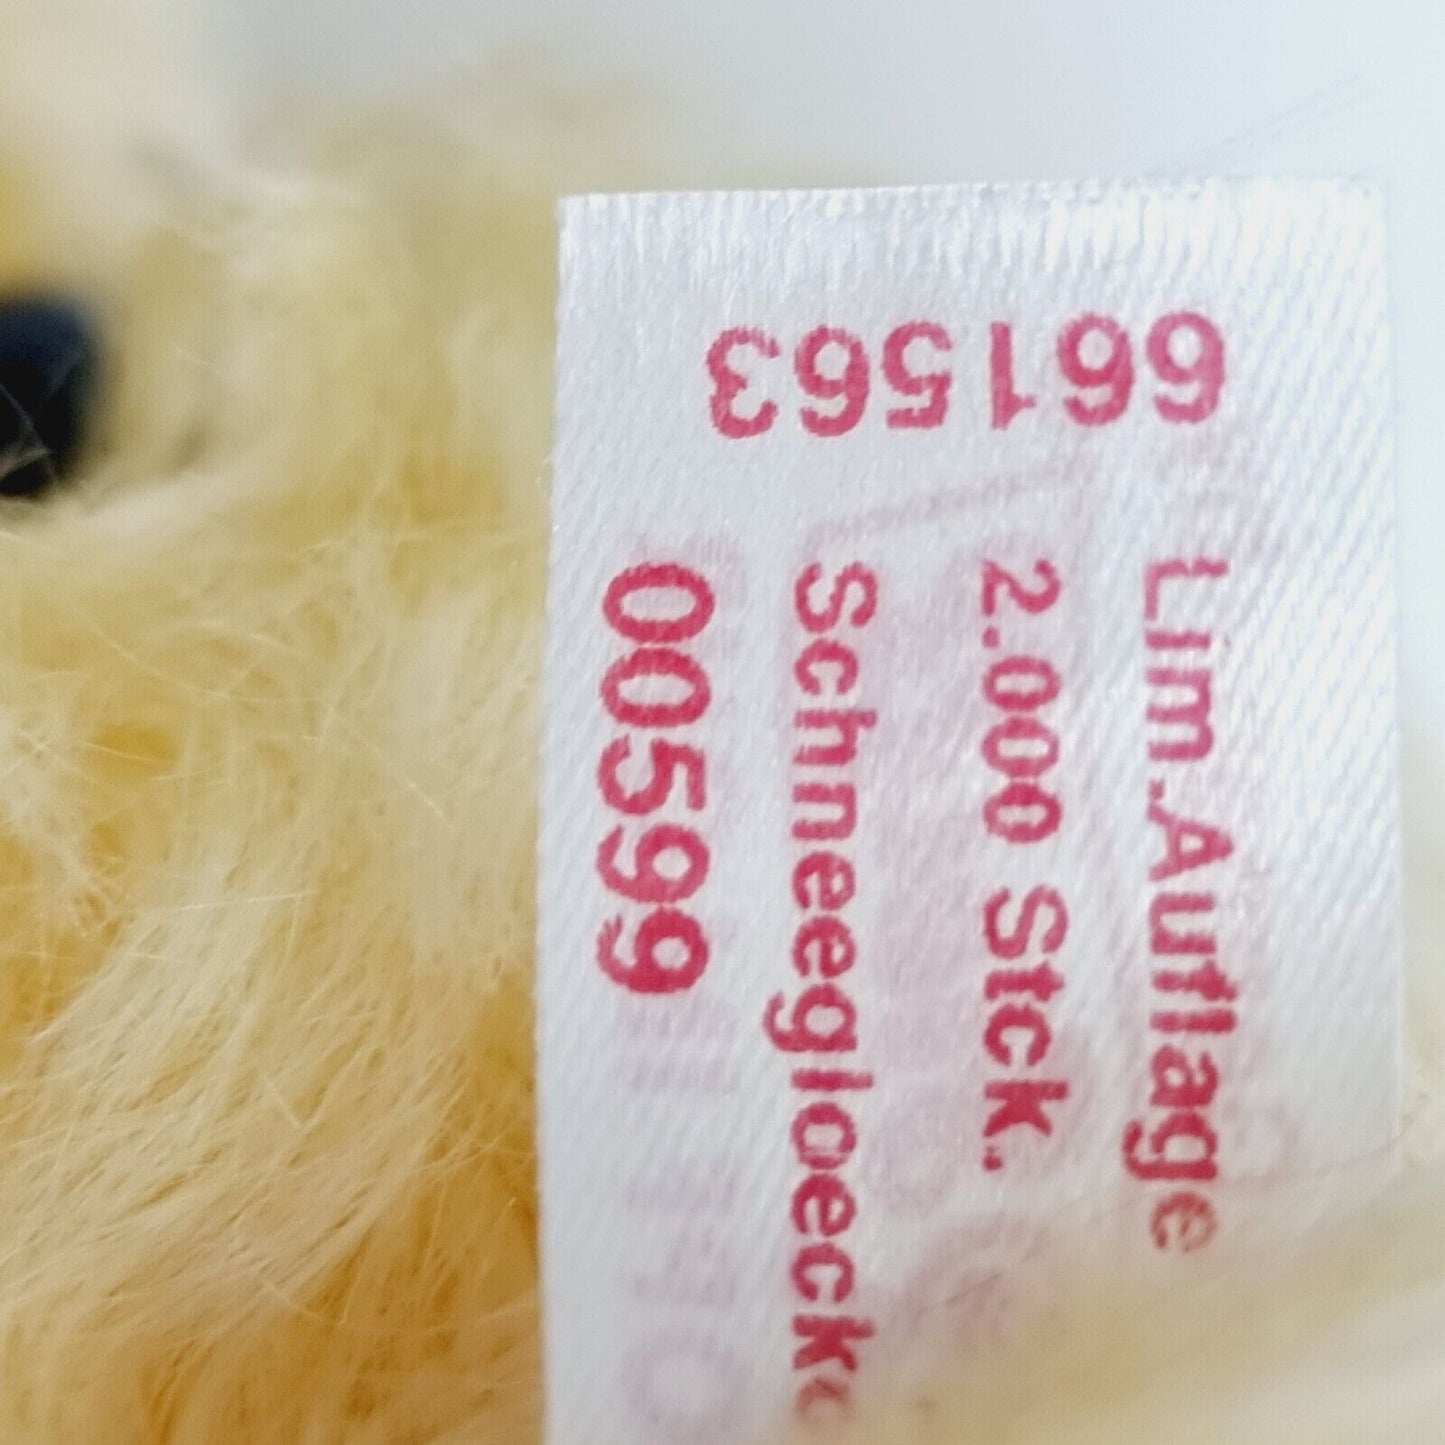 661563
Lim.Auflage
2.000 Stck.
Schneegloeck
00599